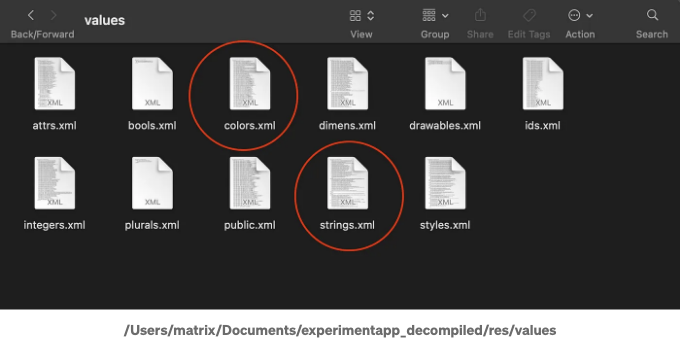 values
Back/Forward View Group Share Edit Tags Action Search
XML XML XML XML XML XML
attrs.xml bools.xml colors.xml dimens.xml drawables.xml ids.xml
XML XML XML XML XML
integers.xml plurals.xml public.xml strings.xml styles.xml
/Users/matrix/Documents/experimentapp_decompiled/res/values